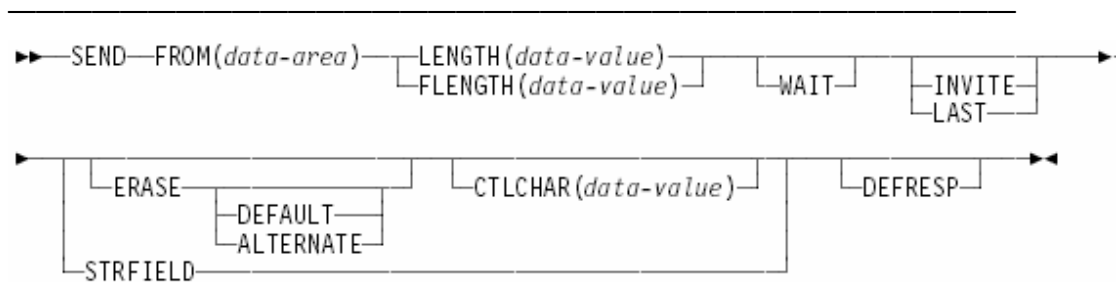 SEND FROM(data-area) LENGTH(data-value)
FLENGTH(data-value) WAIT INVITE
LAST
ERASE CTLCHAR(data-value) DEFRESP
DEFAULT
ALTERNATE
STRFIELD